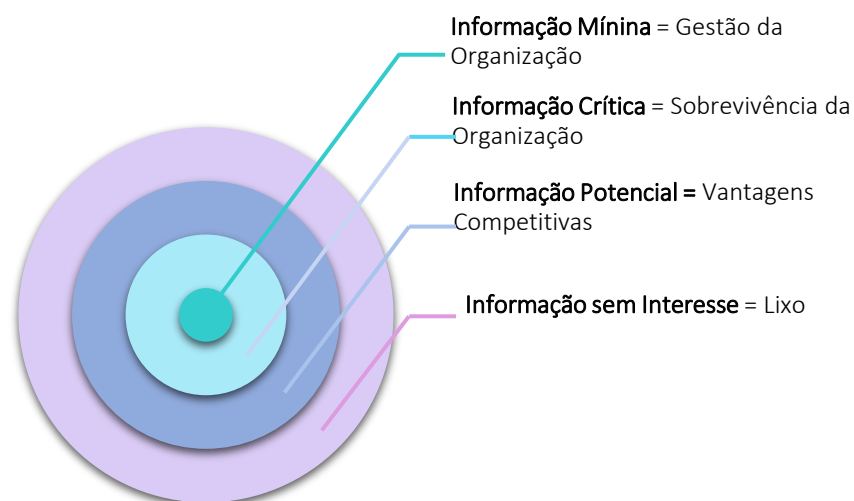 Informação Mínina = Gestão da
Organização
Informação Crítica = Sobrevivência da
Organização
Informação Potencial = Vantagens
Competitivas
Informação sem Interesse = Lixo